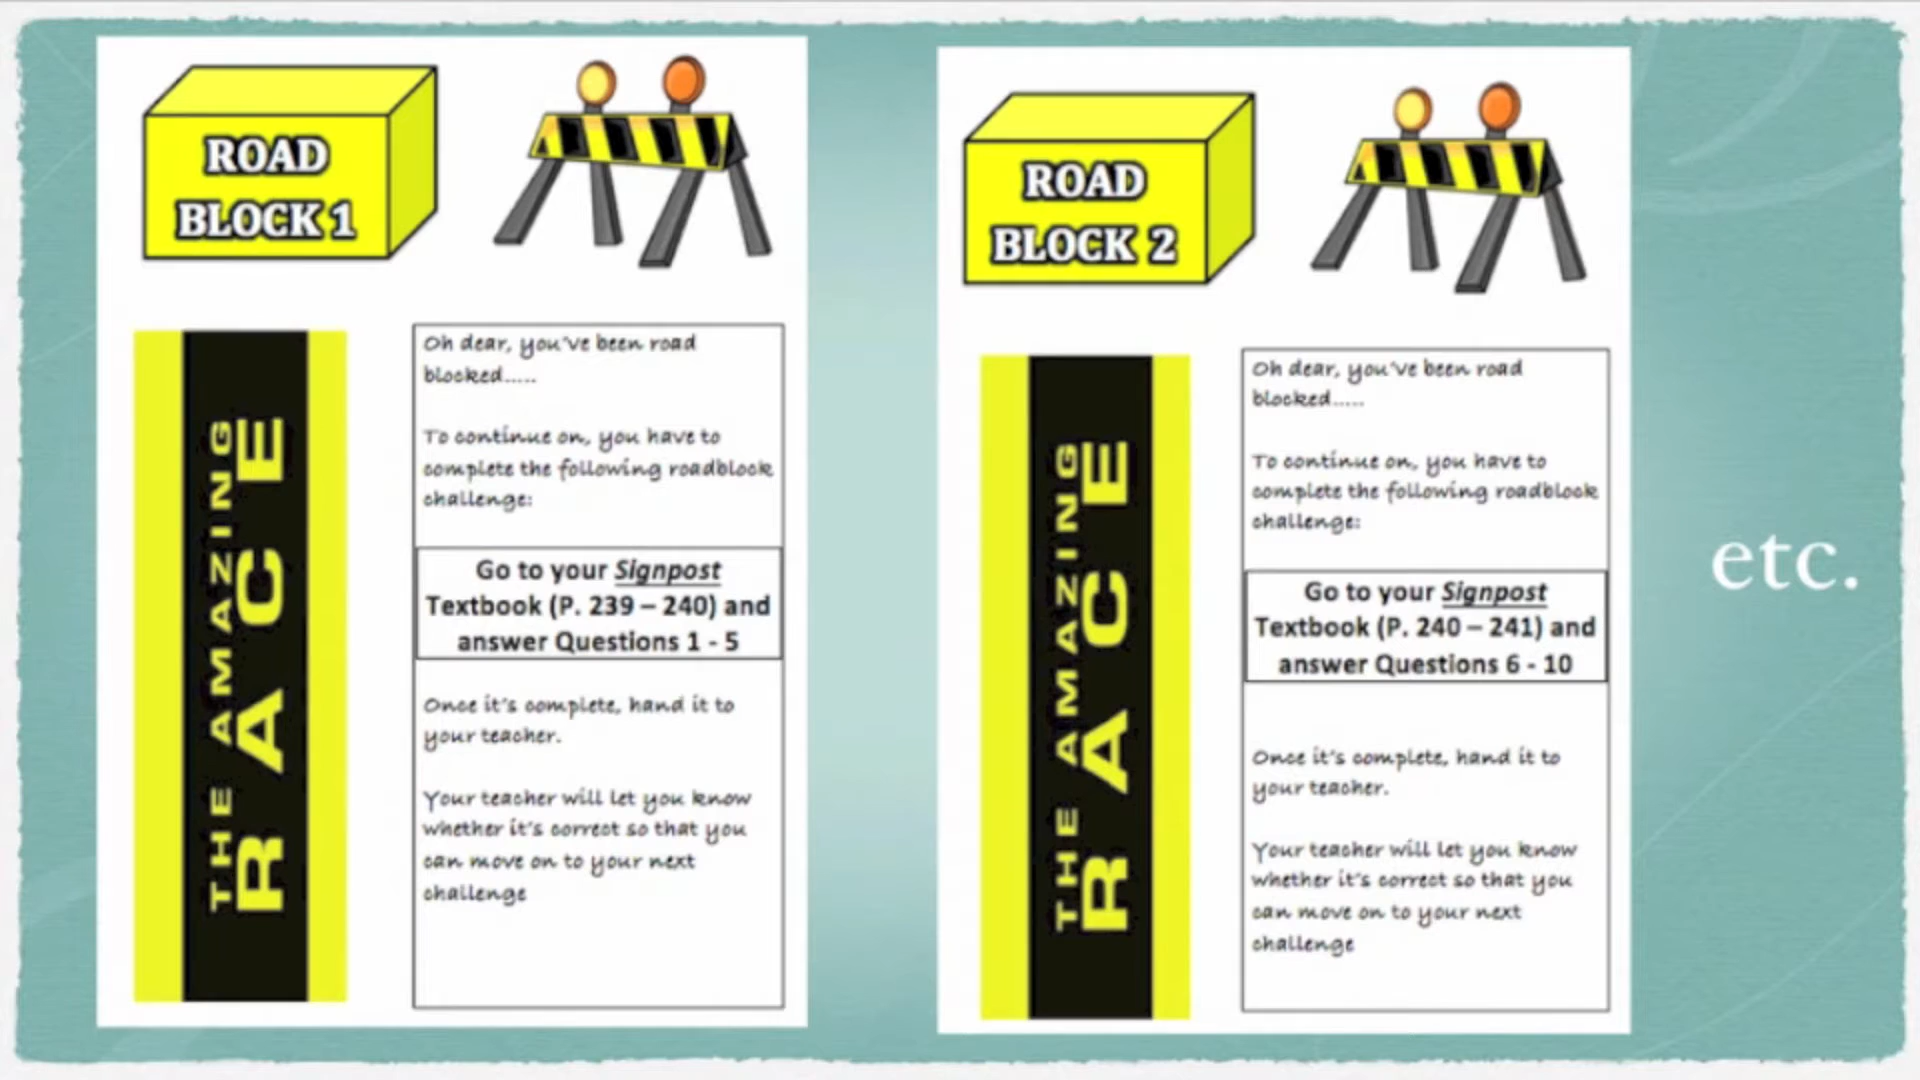 ROAD
BLOCK 1
THE AMAZING
RACE
Oh dear, you've been road
blocked.....
To continue on, you have to
complete the following roadblock
challenge:
Go to your Signpost
Textbook (P. 239 – 240) and
answer Questions 1 - 5
Once it's complete, hand it to
your teacher.
Your teacher will let you know
whether it's correct so that you
can move on to your next
challenge
ROAD
BLOCK 2
THE AMAZING
RACE
Oh dear, you've been road
blocked.....
To continue on, you have to
complete the following roadblock
challenge:
Go to your Signpost
Textbook (P. 240 – 241) and
answer Questions 6 - 10
Once it's complete, hand it to
your teacher.
Your teacher will let you know
whether it's correct so that you
can move on to your next
challenge
etc.